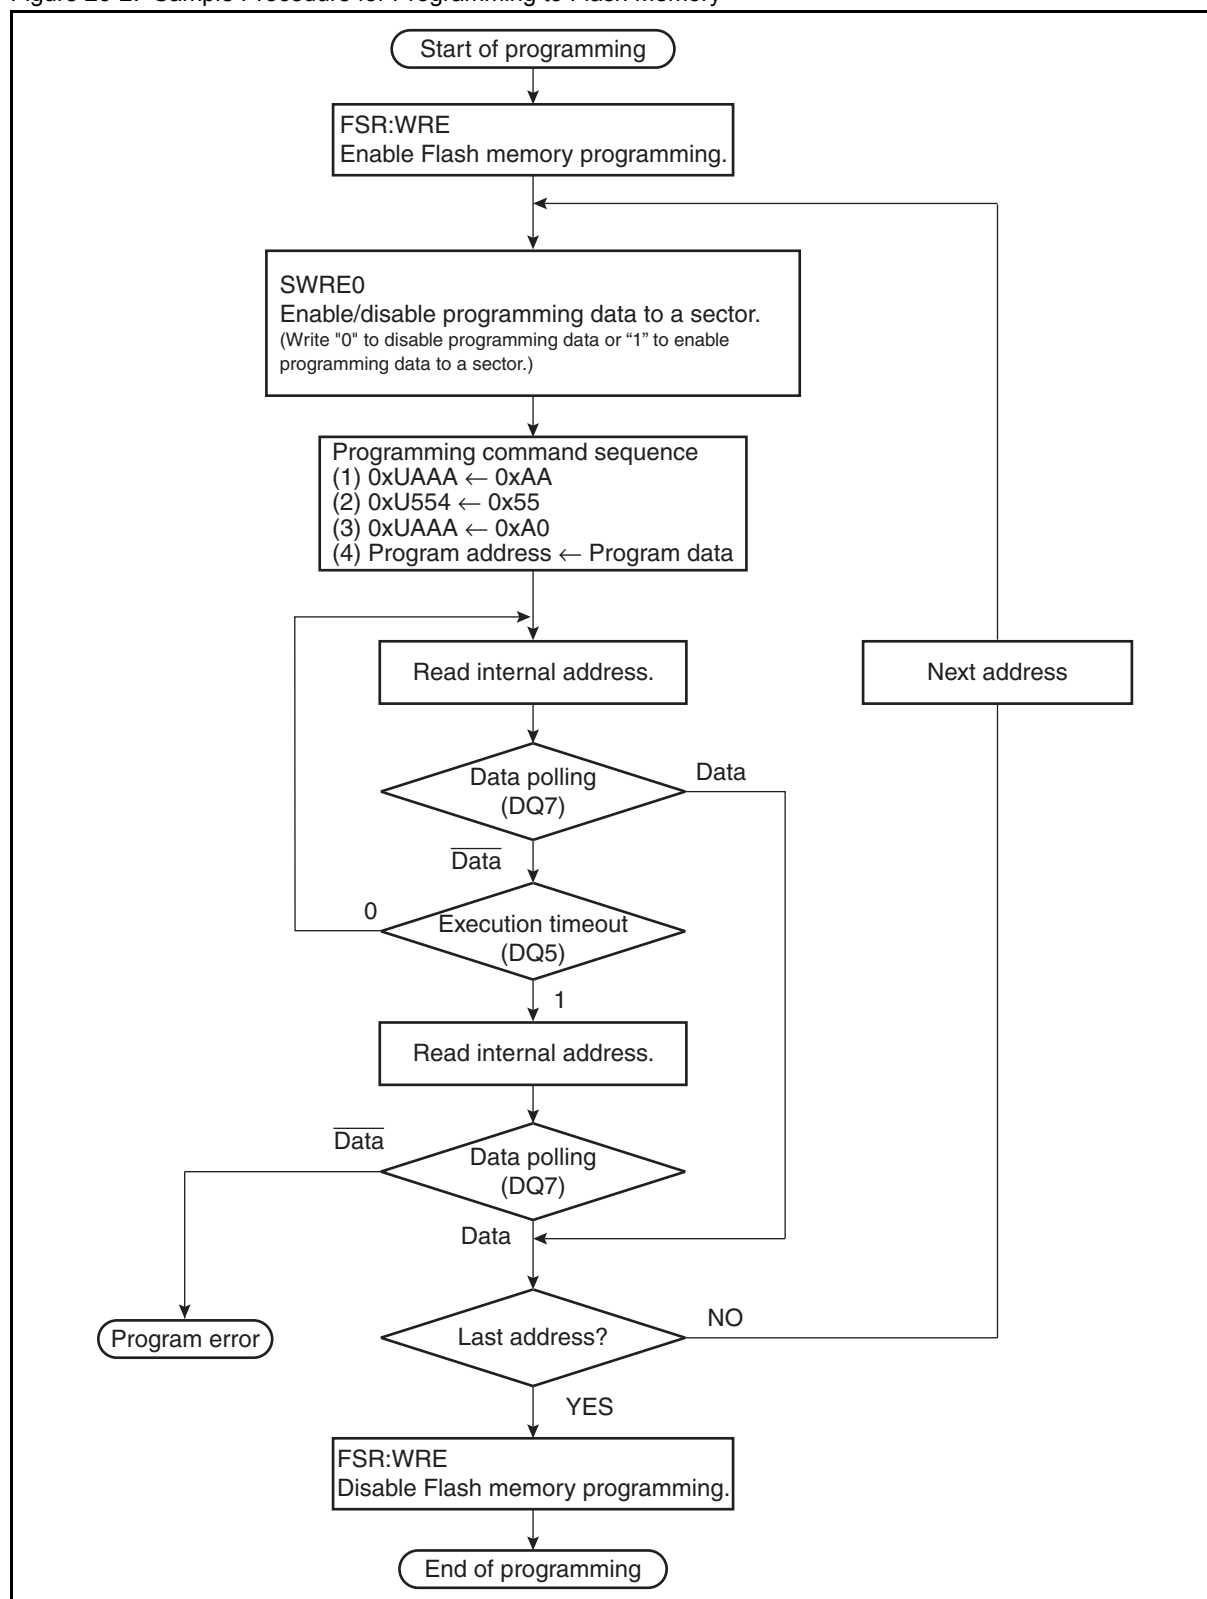 Start of programming
FSR:WRE
Enable Flash memory programming.
SWRE0
Enable/disable programming data to a sector.
(Write "0" to disable programming data or “1” to enable
programming data to a sector.)
Programming command sequence
(1) 0xUAAA ← 0xAA
(2) 0xU554 ← 0x55
(3) 0xUAAA ← 0xA0
(4) Program address ← Program data
Read internal address.
Next address
Data polling
(DQ7)
Data
D̅a̅t̅a̅
Execution timeout
(DQ5)
0
1
Read internal address.
D̅a̅t̅a̅
Data polling
(DQ7)
Data
Last address?
NO
Program error
YES
FSR:WRE
Disable Flash memory programming.
End of programming